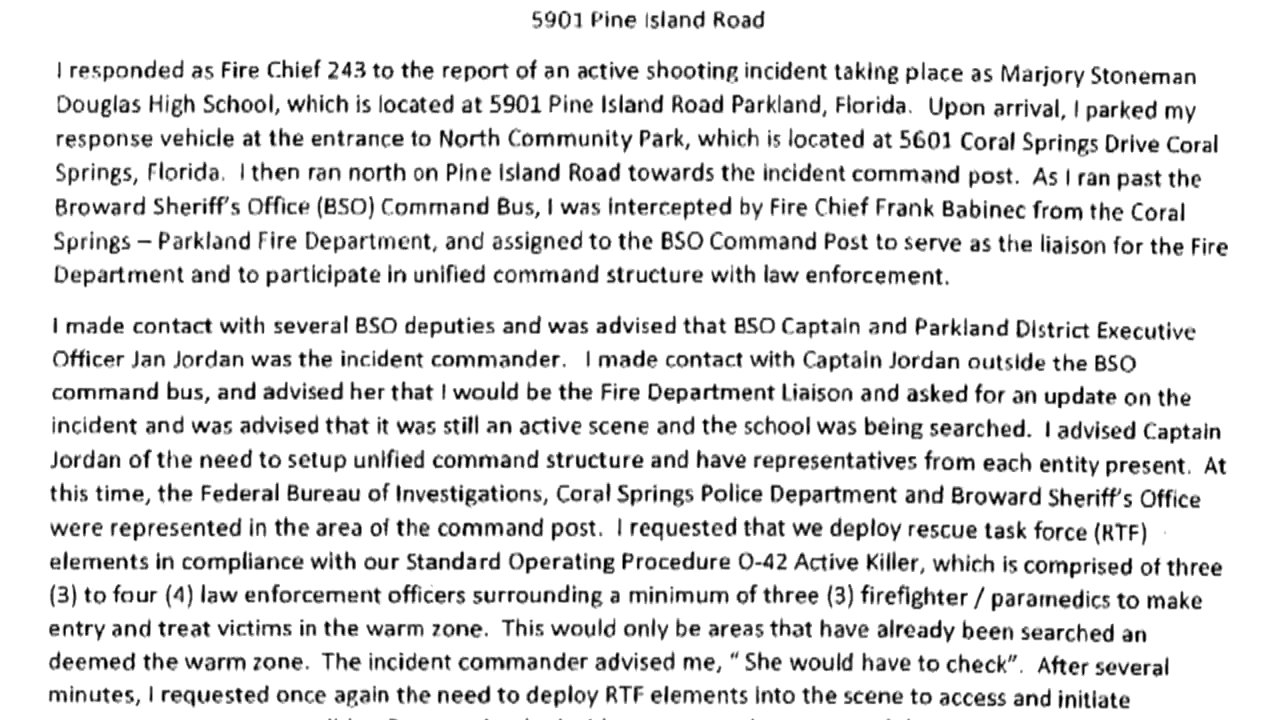 5901 Pine Island Road
I responded as Fire Chief 243 to the report of an active shooting incident taking place as Marjory Stoneman
Douglas High School, which is located at 5901 Pine Island Road Parkland, Florida. Upon arrival, I parked my
response vehicle at the entrance to North Community Park, which is located at 5601 Coral Springs Drive Coral
Springs, Florida. I then ran north on Pine Island Road towards the incident command post. As I ran past the
Broward Sheriff's Office (BSO) Command Bus, I was intercepted by Fire Chief Frank Babinec from the Coral
Springs – Parkland Fire Department, and assigned to the BSO Command Post to serve as the liaison for the Fire
Department and to participate in unified command structure with law enforcement.
I made contact with several BSO deputies and was advised that BSO Captain and Parkland District Executive
Officer Jan Jordan was the incident commander. I made contact with Captain Jordan outside the BSO
command bus, and advised her that I would be the Fire Department Liaison and asked for an update on the
incident and was advised that it was still an active scene and the school was being searched. I advised Captain
Jordan of the need to setup unified command structure and have representatives from each entity present. At
this time, the Federal Bureau of Investigations, Coral Springs Police Department and Broward Sheriff's Office
were represented in the area of the command post. I requested that we deploy rescue task force (RTF)
elements in compliance with our Standard Operating Procedure O-42 Active Killer, which is comprised of three
(3) to four (4) law enforcement officers surrounding a minimum of three (3) firefighter / paramedics to make
entry and treat victims in the warm zone. This would only be areas that have already been searched an
deemed the warm zone. The incident commander advised me, " She would have to check". After several
minutes, I requested once again the need to deploy RTF elements into the scene to access and initiate